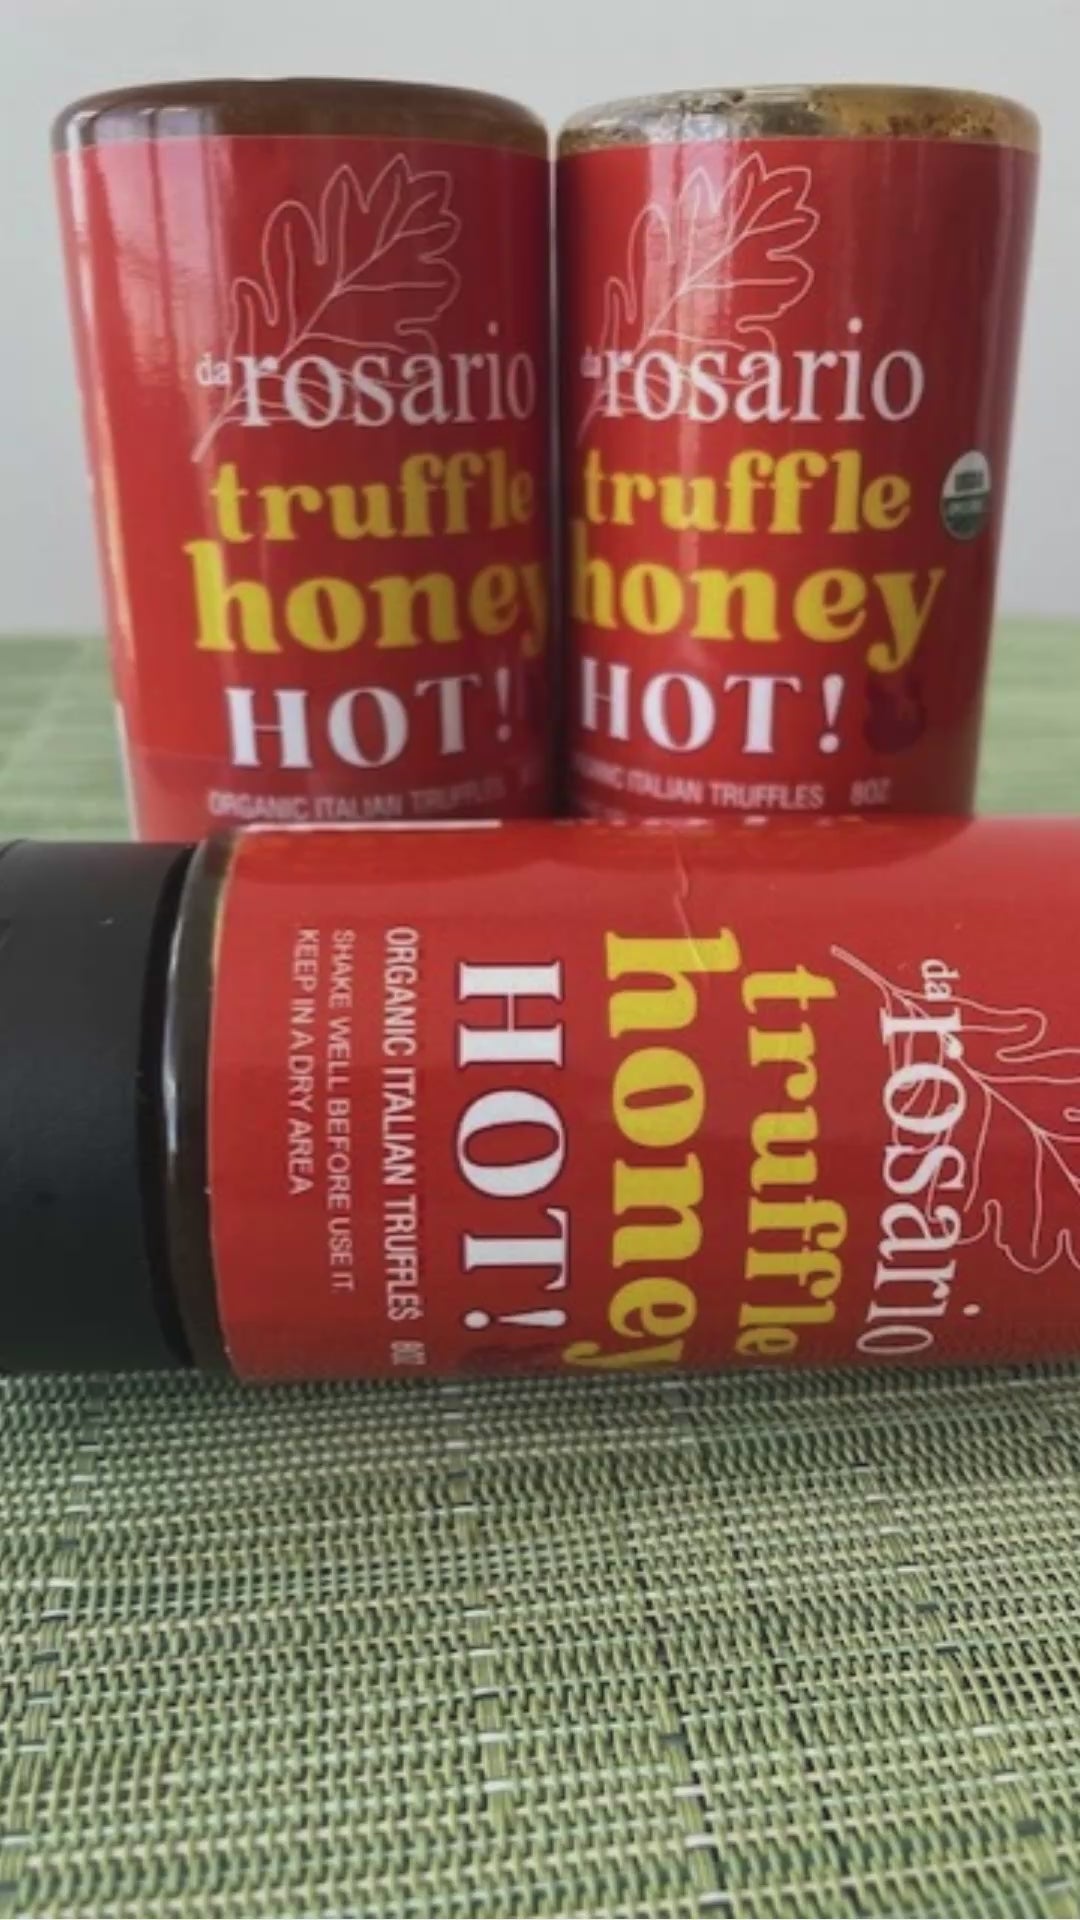 da rosario
truffle
honey
HOT!
ORGANIC ITALIAN TRUFFLES
da rosario
truffle
honey
HOT!
ITALIAN TRUFFLES 8OZ
da rosario
truffle
honey
HOT!
ORGANIC ITALIAN TRUFFLES 8OZ
SHAKE WELL BEFORE USE IT.
KEEP IN A DRY AREA